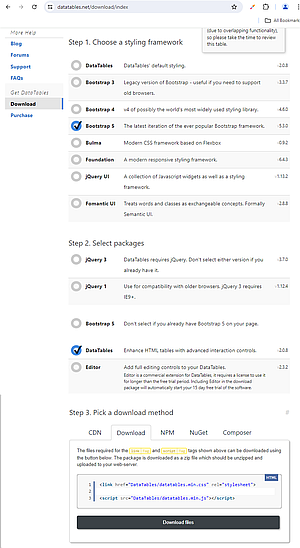 datatables.net/download/index
All Bookmark
(due to overlapping functionality),
so please take the time to review
this table.
More Help
Blog
Forums
Support
FAQs
Get DataTables
Download
Purchase
Step 1. Choose a styling framework
DataTables DataTables' default styling. -2.0.8
Bootstrap 3 Legacy version of Bootstrap - useful if you need to support -3.3.7
old browsers.
Bootstrap 4 v4 of possibly the world's most widely used styling library. -4.6.0
Bootstrap 5 The latest iteration of the ever popular Bootstrap framework. -5.3.0
Bulma Modern CSS framework based on Flexbox -0.9.2
Foundation A modern responsive styling framework. -6.4.3
jQuery UI A collection of Javascript widgets as well as a styling -1.13.2
framework.
Fomantic UI Treats words and classes as exchangeable concepts. Formally -2.8.8
Semantic UI.
Step 2. Select packages
jQuery 3 DataTables requires jQuery. Don't select either version if you -3.7.0
already have it.
jQuery 1 Use for compatibility with older browsers. jQuery 3 requires -1.12.4
IE9+.
Bootstrap 5 Don't select if you already have Bootstrap 5 on your page.
DataTables Enhance HTML tables with advanced interaction controls. -2.0.8
Editor Add full editing controls to your DataTables. -2.3.2
Editor is a commercial extension for DataTables, it requires a license to use it
for longer than the free trial period. Including Editor in the download
package will automatically start your 15 day free trial of the software.
Step 3. Pick a download method
CDN Download NPM NuGet Composer
The files required for the and tags shown above can be downloaded using
the button below. The package is downloaded as a zip file which should be unzipped and
uploaded to your web-server
HTML
1 <link href="DataTables/datatables.min.css" rel="stylesheet">
2
3 <script src="DataTables/datatables.min.js"></script>
Download files